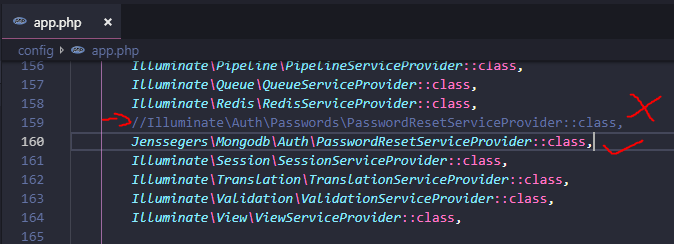 app.php ×
config > app.php
156 Illuminate\Pipeline\PipelineServiceProvider::class,
157 Illuminate\Queue\QueueServiceProvider::class,
158 Illuminate\Redis\RedisServiceProvider::class,
159 //Illuminate\Auth\Passwords\PasswordResetServiceProvider::class,
160 Jenssegers\Mongodb\Auth\PasswordResetServiceProvider::class,
161 Illuminate\Session\SessionServiceProvider::class,
162 Illuminate\Translation\TranslationServiceProvider::class,
163 Illuminate\Validation\ValidationServiceProvider::class,
164 Illuminate\View\ViewServiceProvider::class,